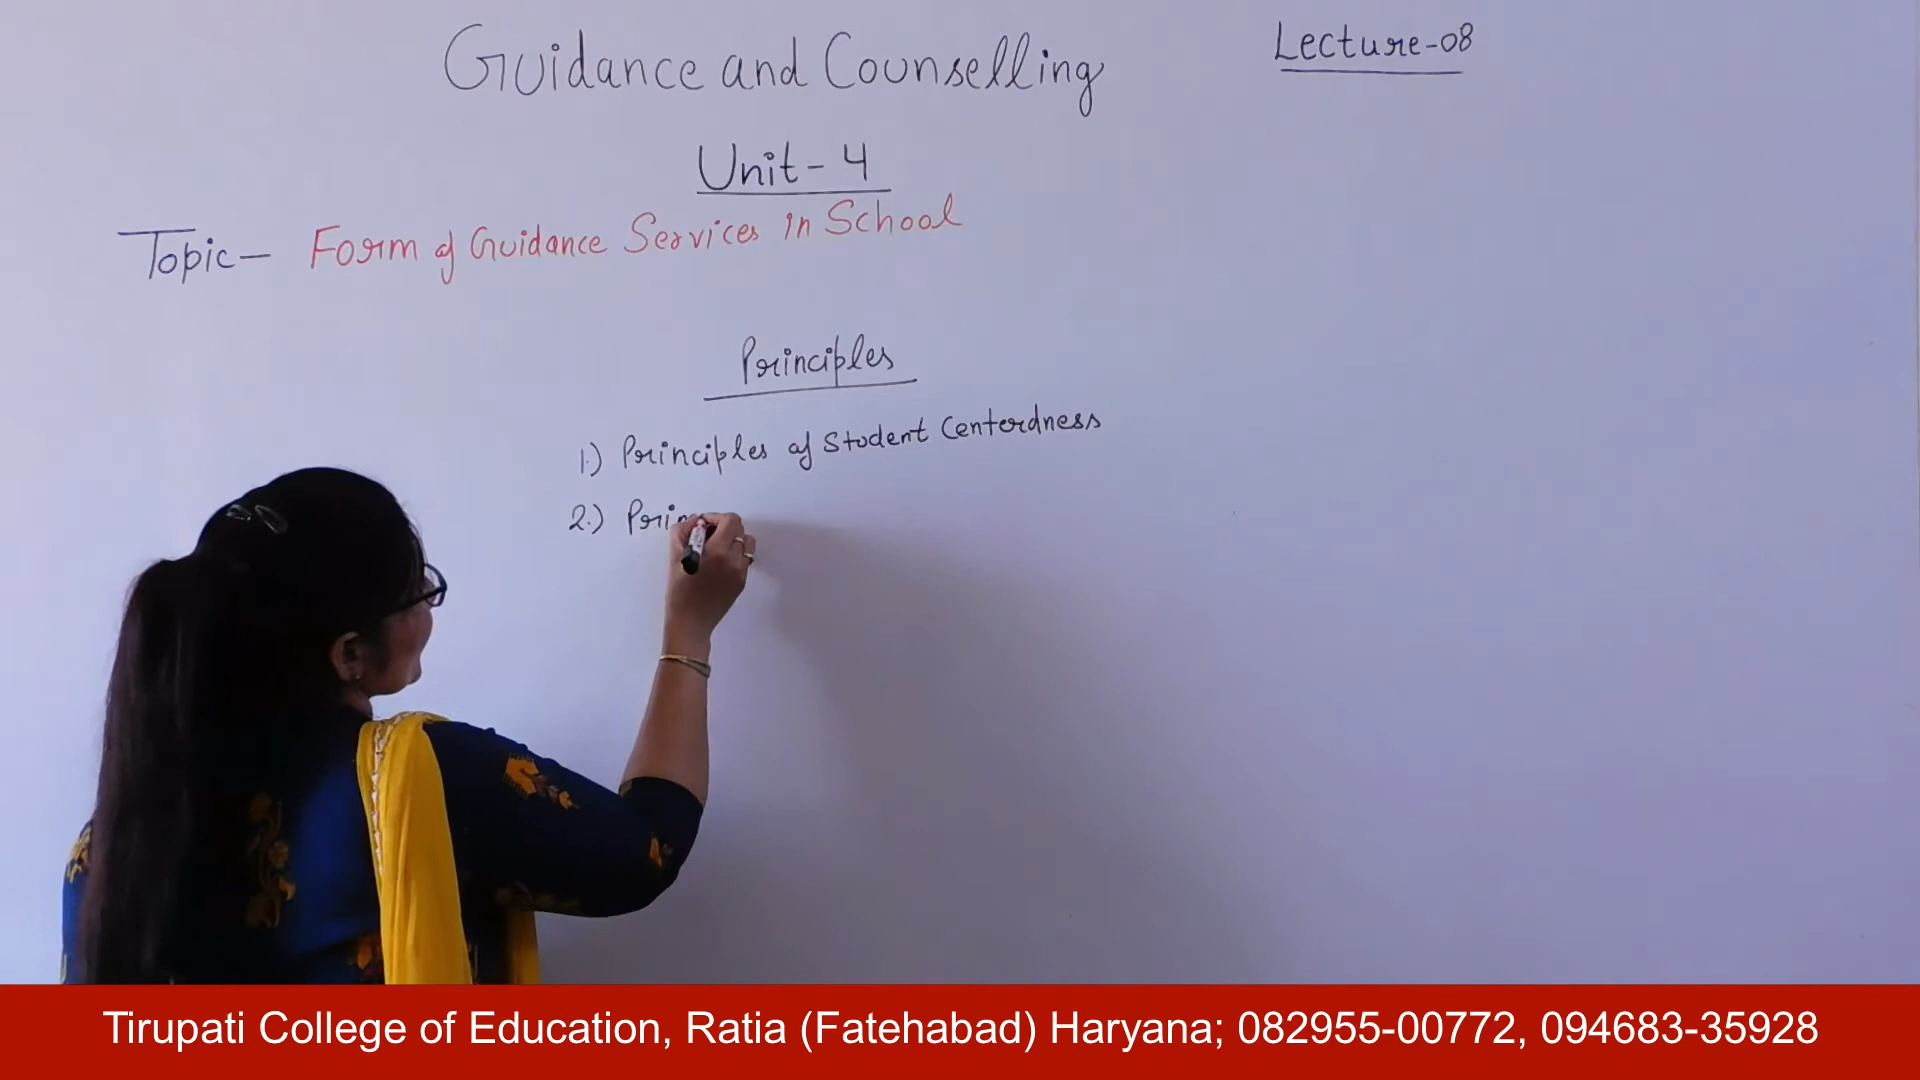 Guidance and Counselling
Lecture-08
Unit-4
Topic- Form of Guidance Services in School
Principles
1.) Principles of Student Centerdness
2.) Prin
Tirupati College of Education, Ratia (Fatehabad) Haryana; 082955-00772, 094683-35928